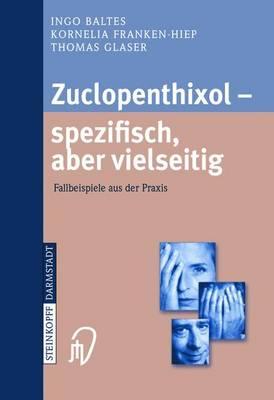 INGO BALTES
KORNELIA FRANKEN-HIEP
THOMAS GLASER
Zuclopenthixol –
spezifisch,
aber vielseitig
Fallbeispiele aus der Praxis
STEINKOPFF
DARMSTADT